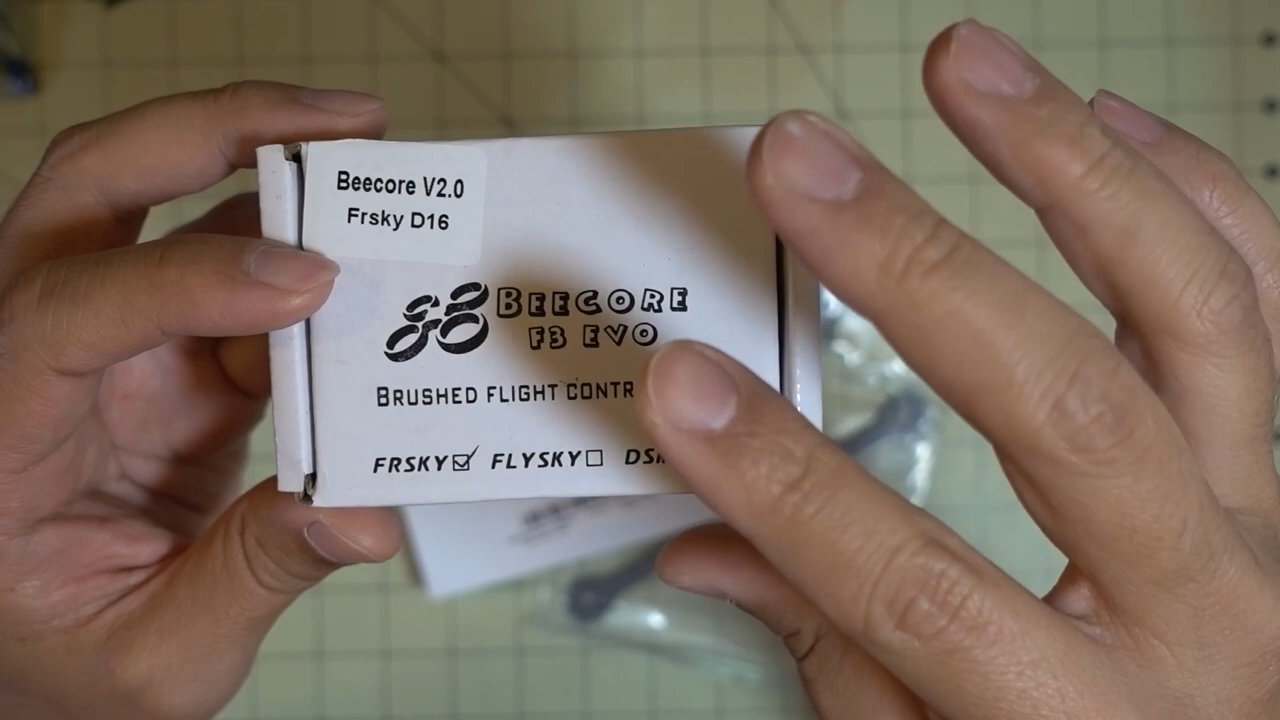 Beecore V2.0
Frsky D16
BEECORE
F3 EVO
BRUSHED FLIGHT CONTR
FRSKY☑ FLYSKY☐ DS